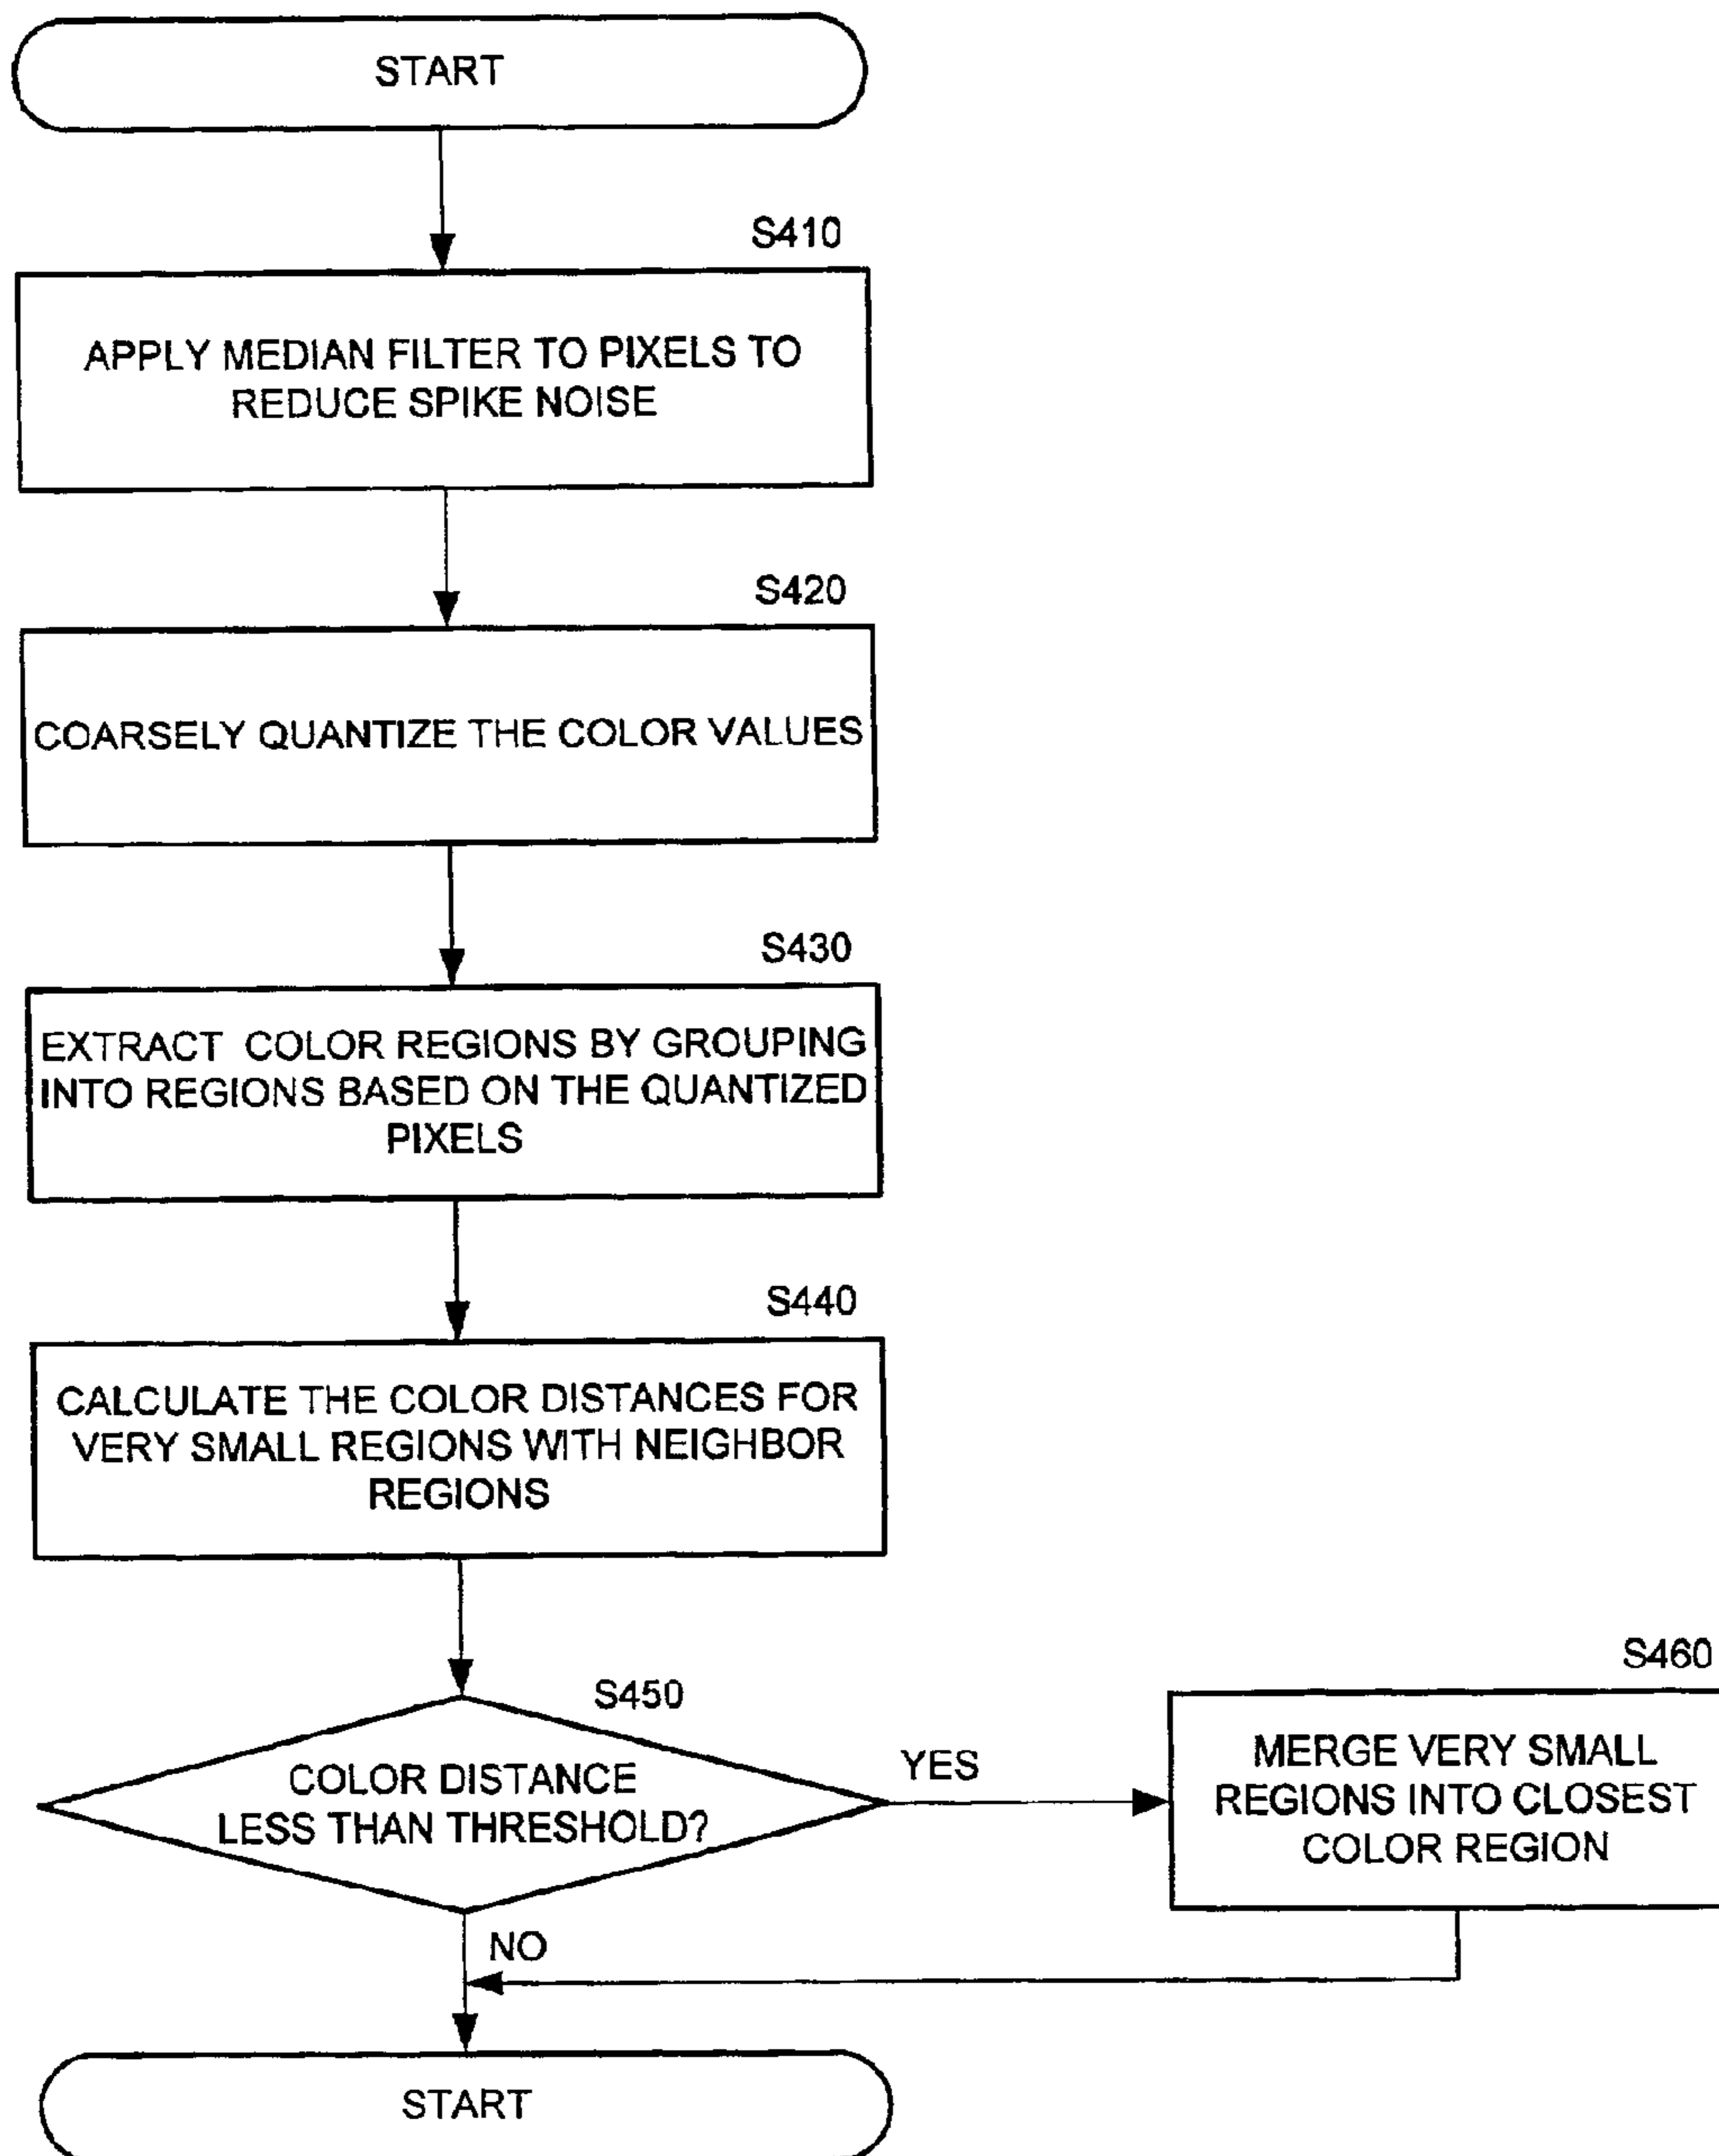 START
S410
APPLY MEDIAN FILTER TO PIXELS TO
REDUCE SPIKE NOISE
S420
COARSELY QUANTIZE THE COLOR VALUES
S430
EXTRACT COLOR REGIONS BY GROUPING
INTO REGIONS BASED ON THE QUANTIZED
PIXELS
S440
CALCULATE THE COLOR DISTANCES FOR
VERY SMALL REGIONS WITH NEIGHBOR
REGIONS
S450
COLOR DISTANCE
LESS THAN THRESHOLD?
YES
S460
MERGE VERY SMALL
REGIONS INTO CLOSEST
COLOR REGION
NO
START